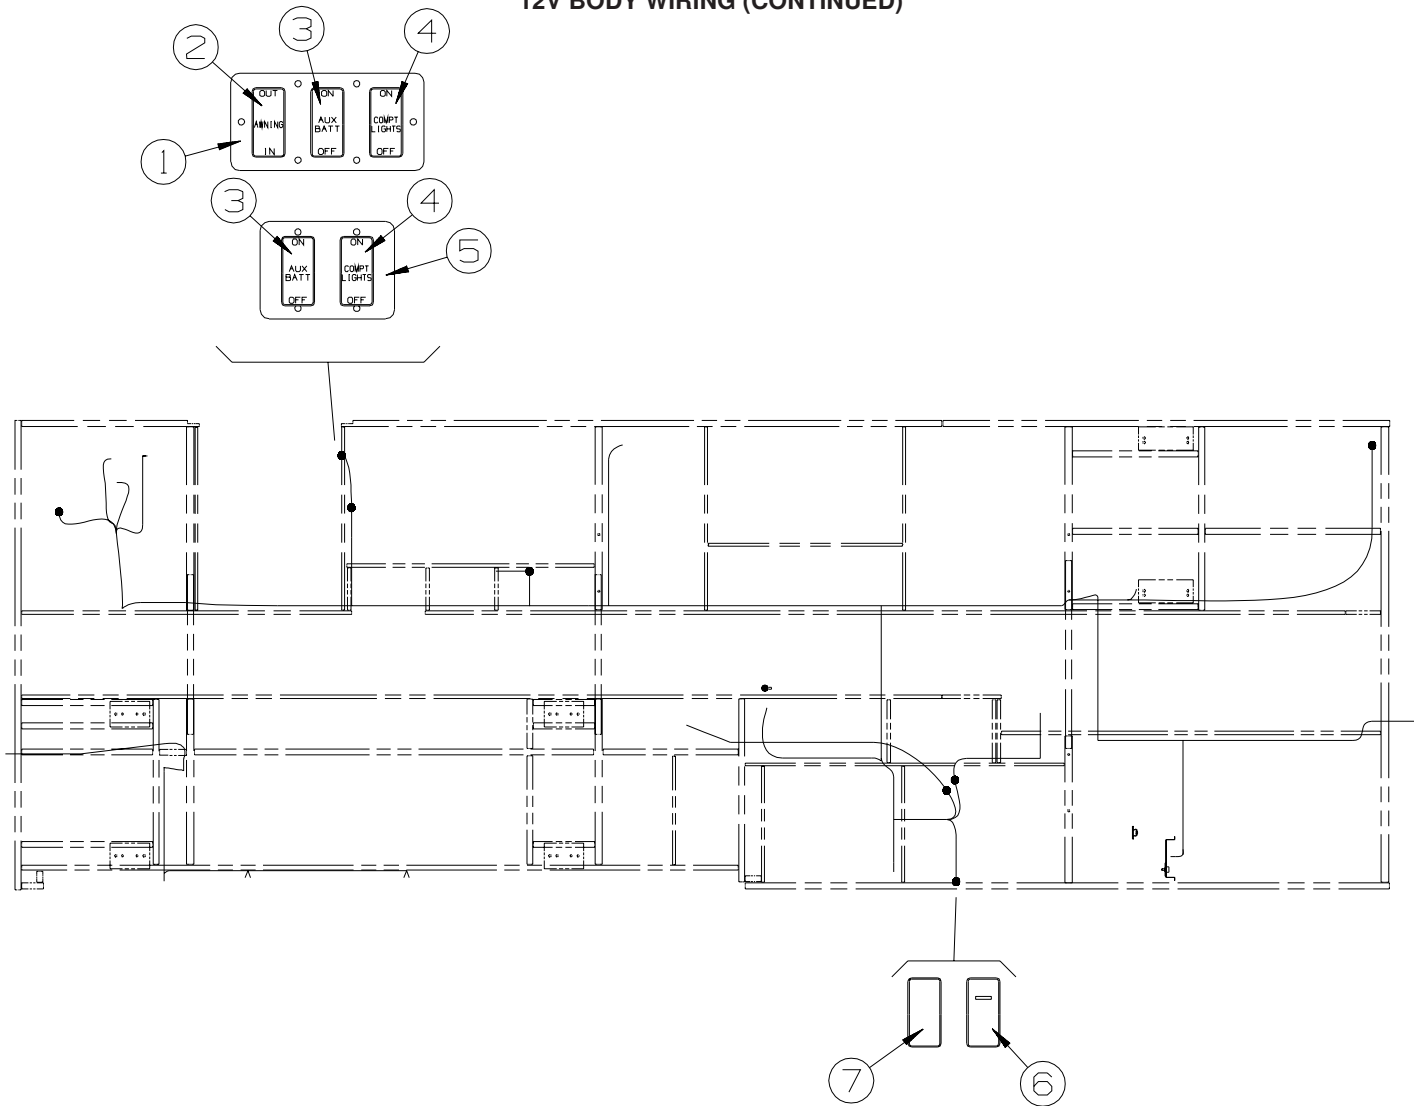 12V BODY WIRING (CONTINUED)
2
3
4
OUT
AWNING
IN
ON
AUX
BATT
OFF
ON
COMPT
LIGHTS
OFF
1
3
4
ON
AUX
BATT
OFF
ON
COMPT
LIGHTS
OFF
5
7
6